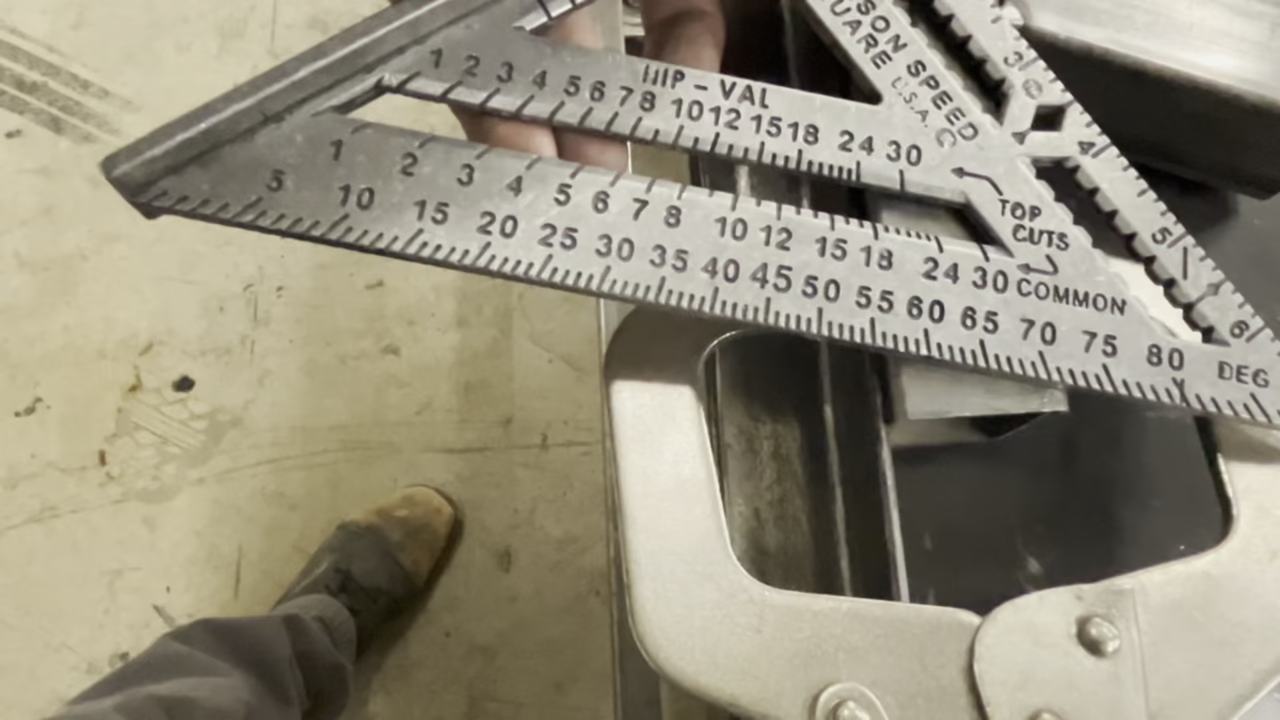 SON SPEED
UARE U.S.A.
3
4
5
6
HIP - VAL
1 2 3 4 5 6 7 8 10 12 15 18 24 30
TOP
CUTS
1 2 3 4 5 6 7 8 10 12 15 18 24 30 COMMON
5 10 15 20 25 30 35 40 45 50 55 60 65 70 75 80 DEG